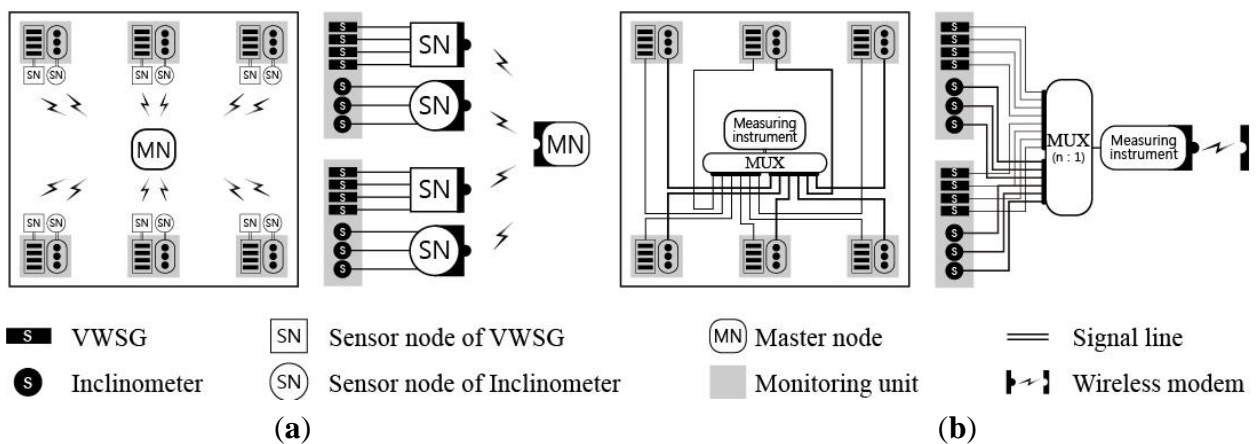 SN SN SN SN SN SN
MN
SN SN SN SN SN SN
S
S
S
S
S
S
S
S
S
S
S
S
S
S
SN
SN
SN
SN
MN
Measuring
instrument
MUX
S
S
S
S
S
S
S
S
S
S
S
S
S
S
MUX
(n : 1)
Measuring
instrument
S VWSG SN Sensor node of VWSG MN Master node Signal line
S Inclinometer SN Sensor node of Inclinometer Monitoring unit Wireless modem
(a) (b)